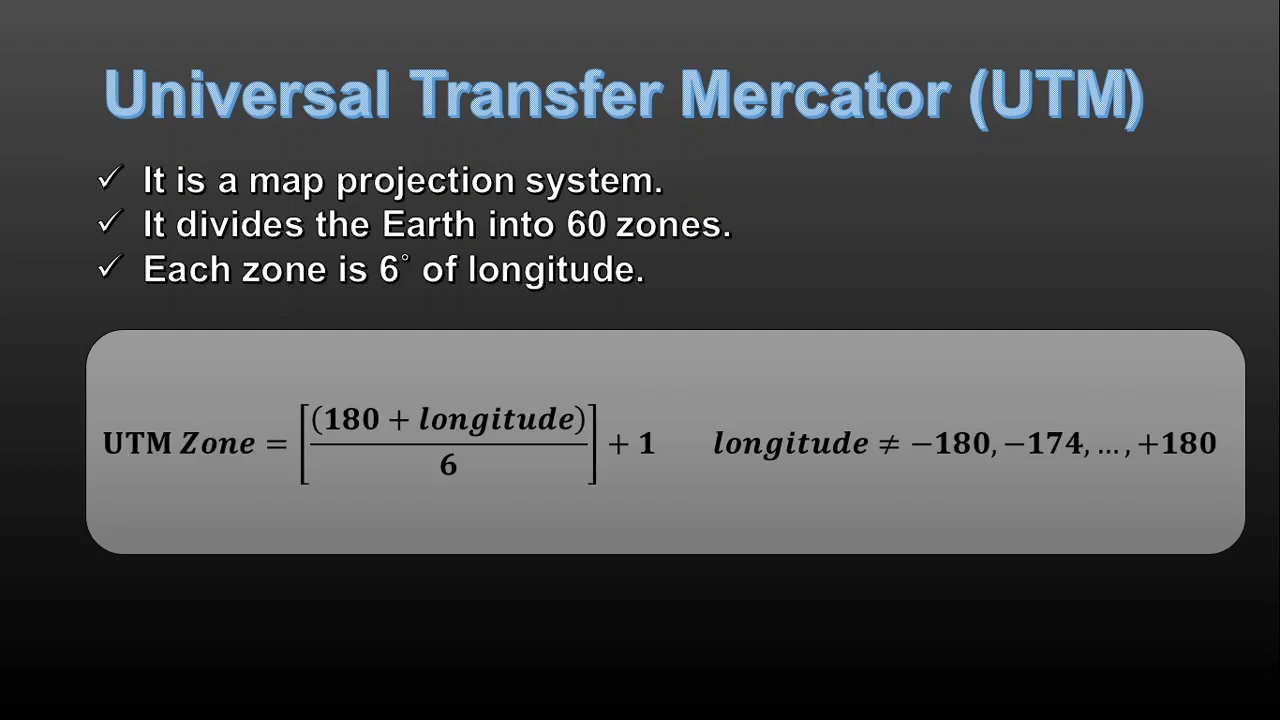 Universal Transfer Mercator (UTM)
✓ It is a map projection system.
✓ It divides the Earth into 60 zones.
✓ Each zone is 6° of longitude.
UTM Zone = [(180 + longitude) / 6] + 1 longitude ≠ −180, −174, … , +180